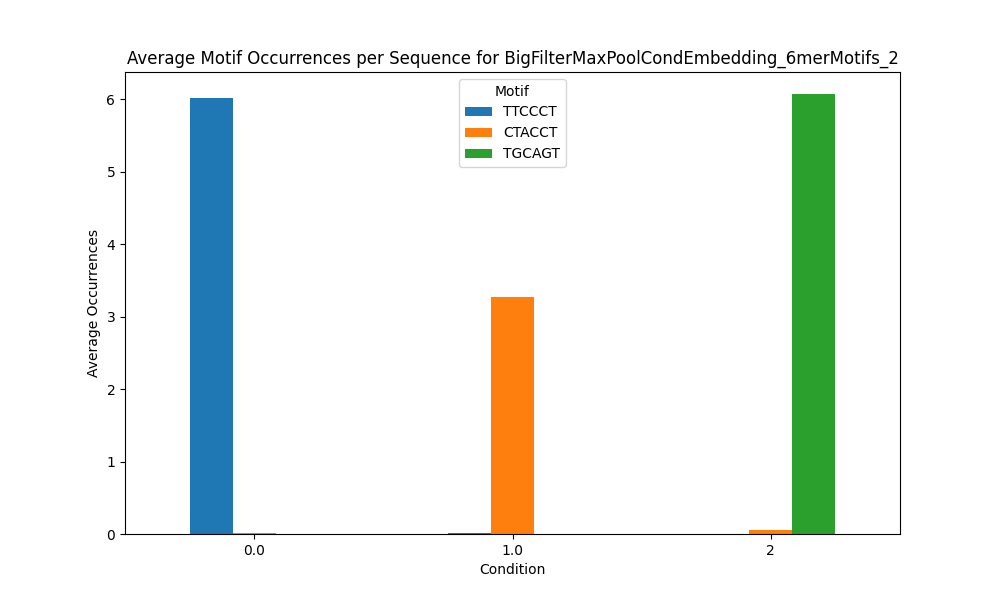 Average Motif Occurrences per Sequence for BigFilterMaxPoolCondEmbedding_6merMotifs_2
Motif
TTCCCT
CTACCT
TGCAGT
6
5
4
3
2
1
0
Average Occurrences
0.0
1.0
2
Condition